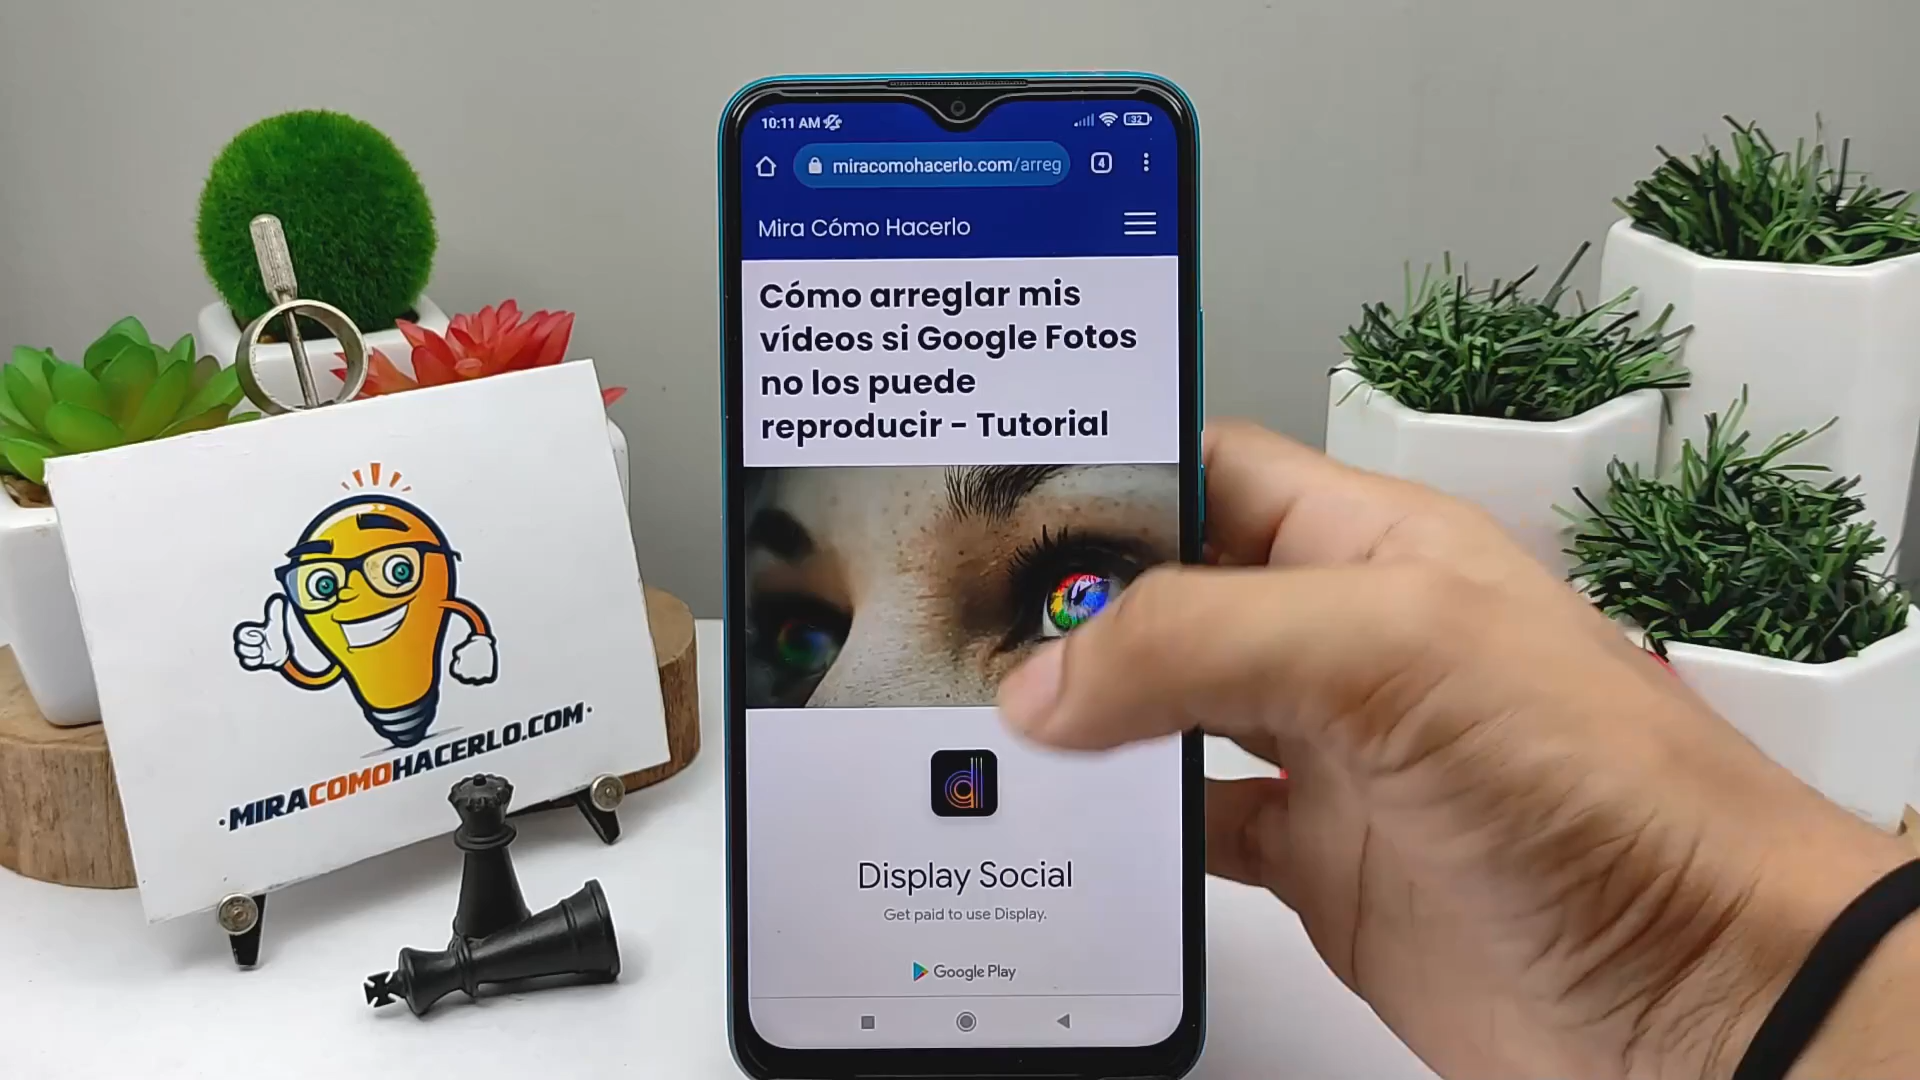 10:11 AM
32
miracomohacerlo.com/arreg
4
Mira Cómo Hacerlo
Cómo arreglar mis
vídeos si Google Fotos
no los puede
reproducir - Tutorial
Display Social
Get paid to use Display.
Google Play
·MIRACOMOHACERLO.COM·